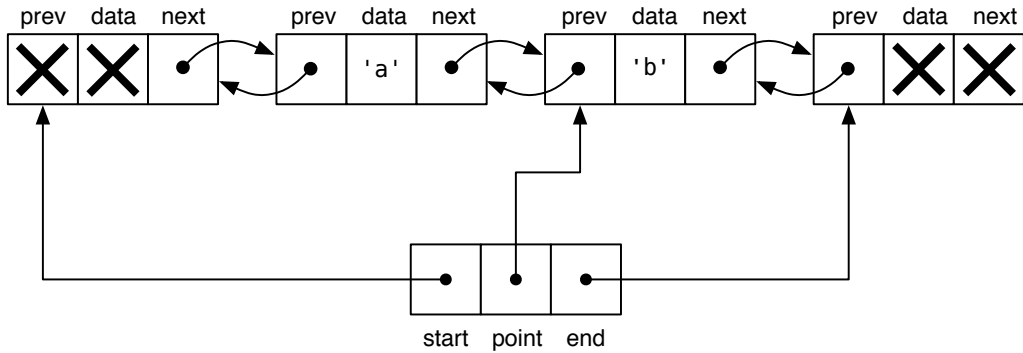 prev data next prev data next prev data next prev data next
'a' 'b'
start point end